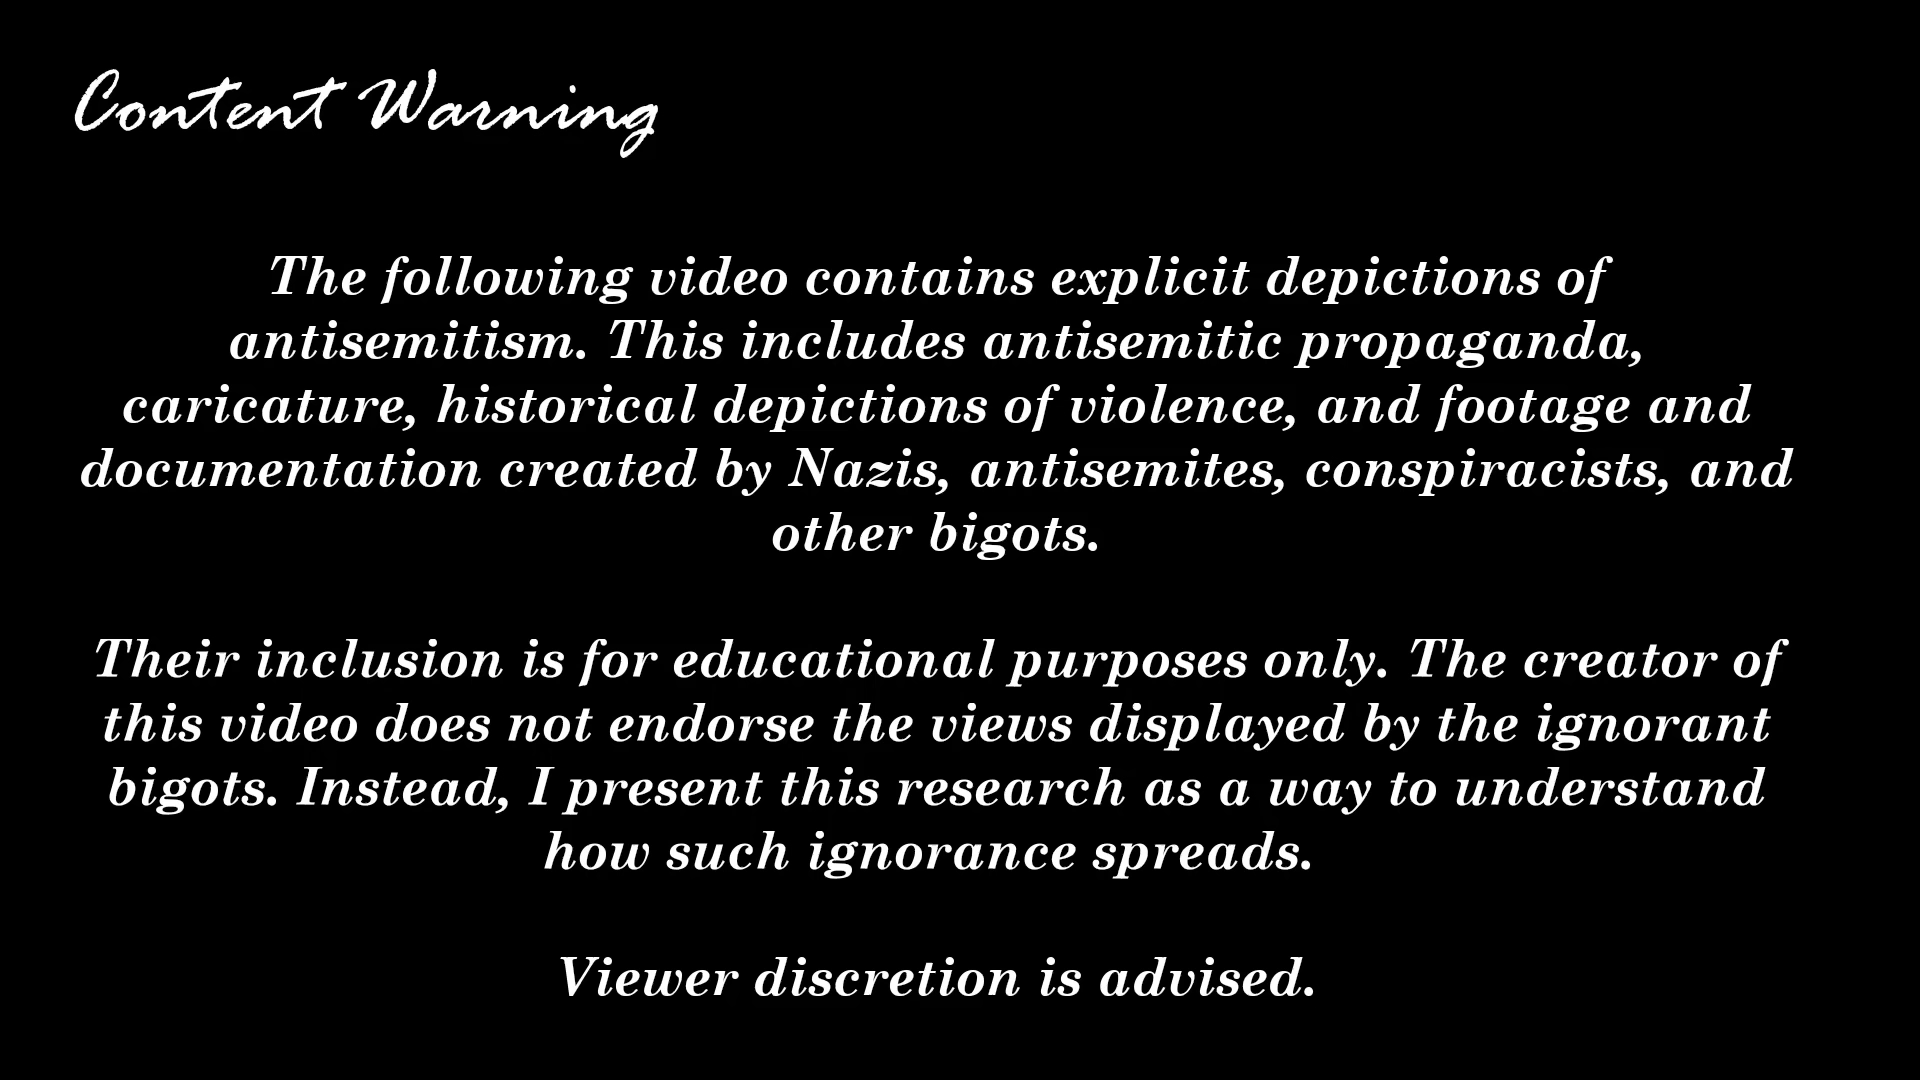 Content Warning
The following video contains explicit depictions of
antisemitism. This includes antisemitic propaganda,
caricature, historical depictions of violence, and footage and
documentation created by Nazis, antisemites, conspiracists, and
other bigots.
Their inclusion is for educational purposes only. The creator of
this video does not endorse the views displayed by the ignorant
bigots. Instead, I present this research as a way to understand
how such ignorance spreads.
Viewer discretion is advised.